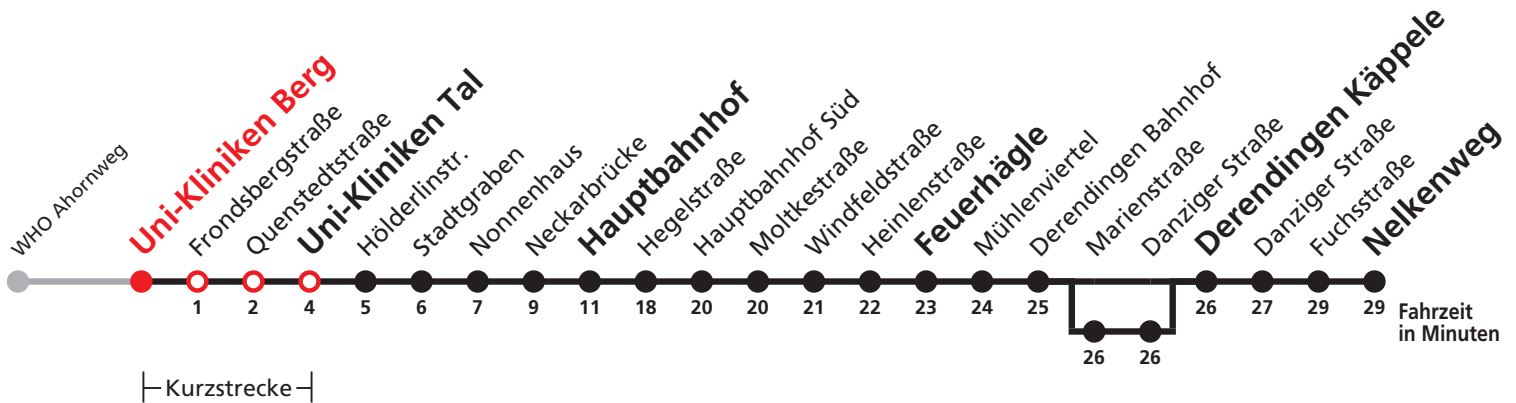 WHO Ahornweg
Uni-Kliniken Berg
Frondsbergstraße
Quenstedtstraße
Uni-Kliniken Tal
Hölderlinstr.
Stadtgraben
Nonnenhaus
Neckarbrücke
Hauptbahnhof
Hegelstraße
Hauptbahnhof Süd
Moltkestraße
Windfeldstraße
Heinlenstraße
Feuerhägle
Mühlenviertel
Derendingen Bahnhof
Marienstraße
Danziger Straße
Derendingen Käppele
Danziger Straße
Fuchsstraße
Nelkenweg
1 2 4 5 6 7 9 11 18 20 20 21 22 23 24 25 26 27 29 29
Fahrzeit
in Minuten
26 26
Kurzstrecke